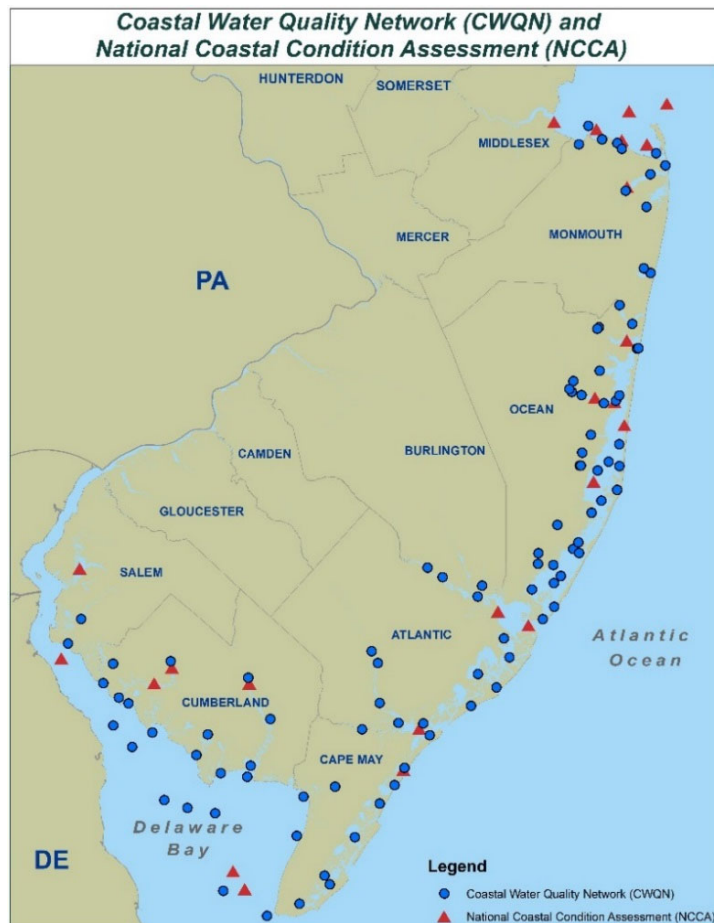 Coastal Water Quality Network (CWQN) and
National Coastal Condition Assessment (NCCA)
HUNTERDON
SOMERSET
MIDDLESEX
MERCER
MONMOUTH
PA
OCEAN
CAMDEN
BURLINGTON
GLOUCESTER
SALEM
ATLANTIC
Atlantic
Ocean
CUMBERLAND
CAPE MAY
Delaware
Bay
DE
Legend
Coastal Water Quality Network (CWQN)
National Coastal Condition Assessment (NCCA)